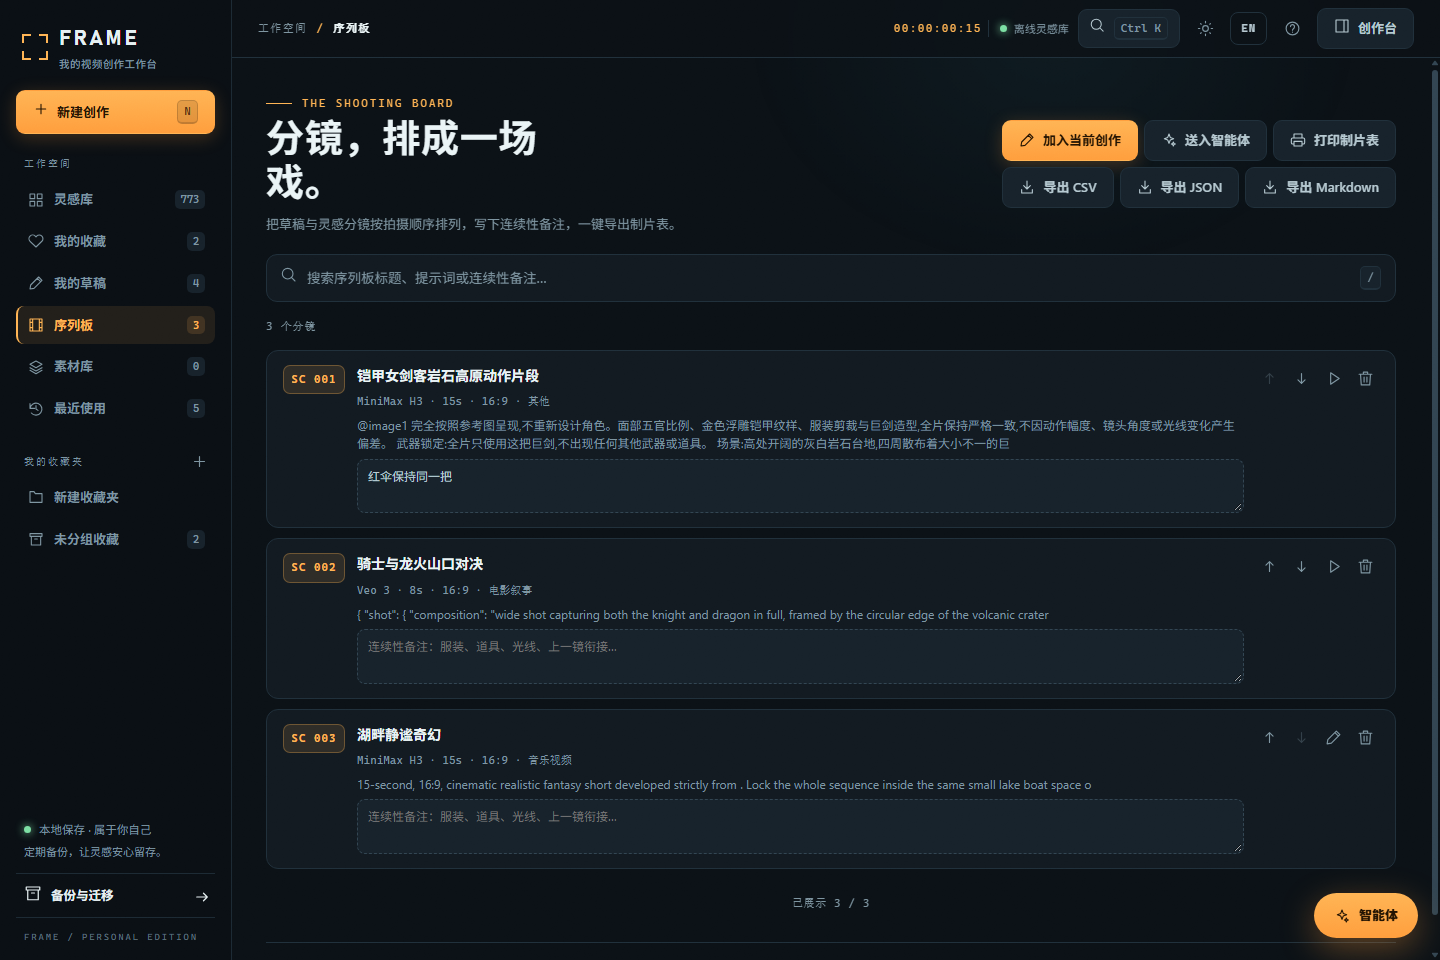 FRAME
我的视频创作工作台
新建创作 N
工作空间
灵感库 773
我的收藏 2
我的草稿 4
序列板 3
素材库 0
最近使用 5
我的收藏夹
新建收藏夹
未分组收藏 2
本地保存 · 属于你自己
定期备份，让灵感安心留存。
备份与迁移
FRAME / PERSONAL EDITION
工作空间 / 序列板
00:00:00:15
离线灵感库
Ctrl K
EN
创作台
THE SHOOTING BOARD
分镜，排成一场
戏。
把草稿与灵感分镜按拍摄顺序排列，写下连续性备注，一键导出制片表。
加入当前创作
送入智能体
打印制片表
导出 CSV
导出 JSON
导出 Markdown
搜索序列板标题、提示词或连续性备注... /
3 个分镜
SC 001
铠甲女剑客岩石高原动作片段
MiniMax H3 · 15s · 16:9 · 其他
@image1 完全按照参考图呈现,不重新设计角色。面部五官比例、金色浮雕铠甲纹样、服装剪裁与巨剑造型,全片保持严格一致,不因动作幅度、镜头角度或光线变化产生
偏差。 武器锁定:全片只使用这把巨剑,不出现任何其他武器或道具。 场景:高处开阔的灰白岩石台地,四周散布着大小不一的巨
红伞保持同一把
SC 002
骑士与龙火山口对决
Veo 3 · 8s · 16:9 · 电影叙事
{ "shot": { "composition": "wide shot capturing both the knight and dragon in full, framed by the circular edge of the volcanic crater
连续性备注：服装、道具、光线、上一镜衔接...
SC 003
湖畔静谧奇幻
MiniMax H3 · 15s · 16:9 · 音乐视频
15-second, 16:9, cinematic realistic fantasy short developed strictly from . Lock the whole sequence inside the same small lake boat space o
连续性备注：服装、道具、光线、上一镜衔接...
已展示 3 / 3
智能体